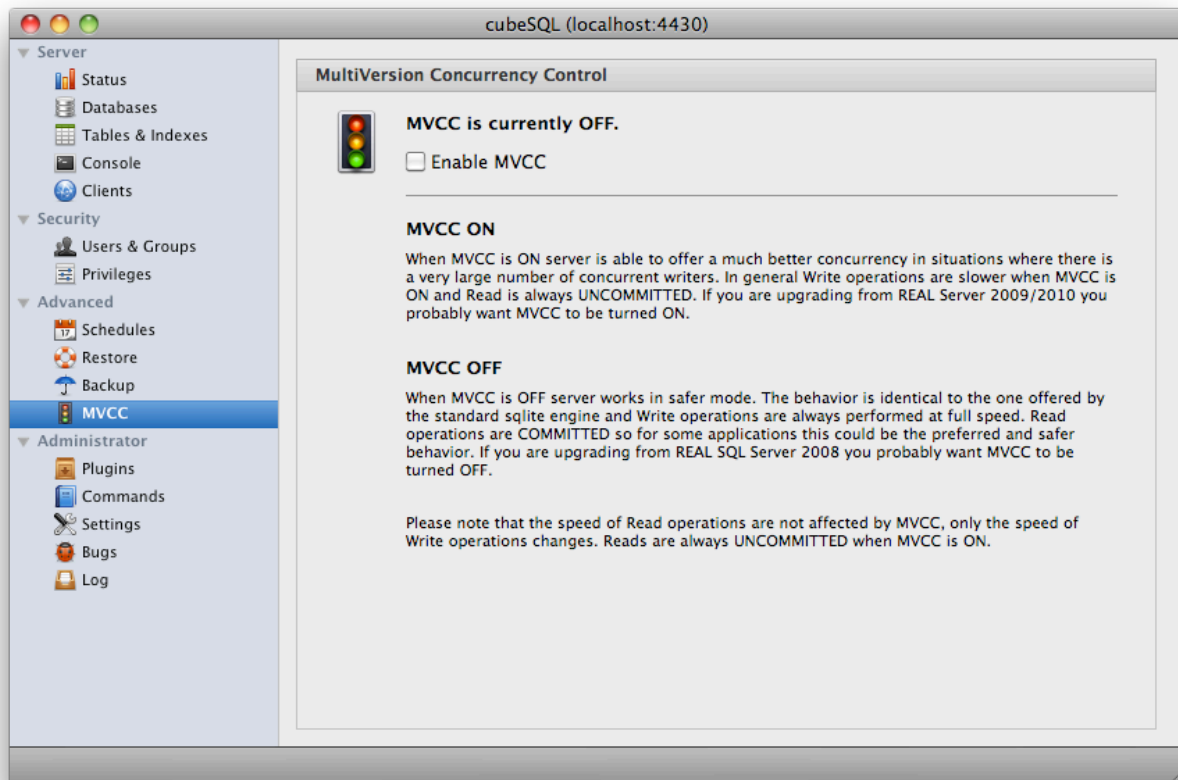 cubeSQL (localhost:4430)
Server
Status
Databases
Tables & Indexes
Console
Clients
Security
Users & Groups
Privileges
Advanced
Schedules
17
Restore
Backup
MVCC
Administrator
Plugins
Commands
Settings
Bugs
Log
MultiVersion Concurrency Control
MVCC is currently OFF.
Enable MVCC
MVCC ON
When MVCC is ON server is able to offer a much better concurrency in situations where there is
a very large number of concurrent writers. In general Write operations are slower when MVCC is
ON and Read is always UNCOMMITTED. If you are upgrading from REAL Server 2009/2010 you
probably want MVCC to be turned ON.
MVCC OFF
When MVCC is OFF server works in safer mode. The behavior is identical to the one offered by
the standard sqlite engine and Write operations are always performed at full speed. Read
operations are COMMITTED so for some applications this could be the preferred and safer
behavior. If you are upgrading from REAL SQL Server 2008 you probably want MVCC to be
turned OFF.
Please note that the speed of Read operations are not affected by MVCC, only the speed of
Write operations changes. Reads are always UNCOMMITTED when MVCC is ON.